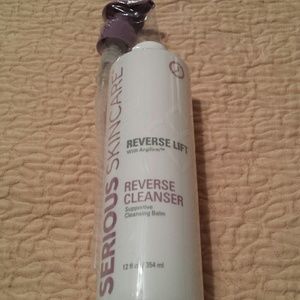 SERIOUS
SKINCARE
REVERSE LIFT
With Argifirm™
REVERSE
CLEANSER
Supportive
Cleansing Balm
12 fl oz / 354 ml